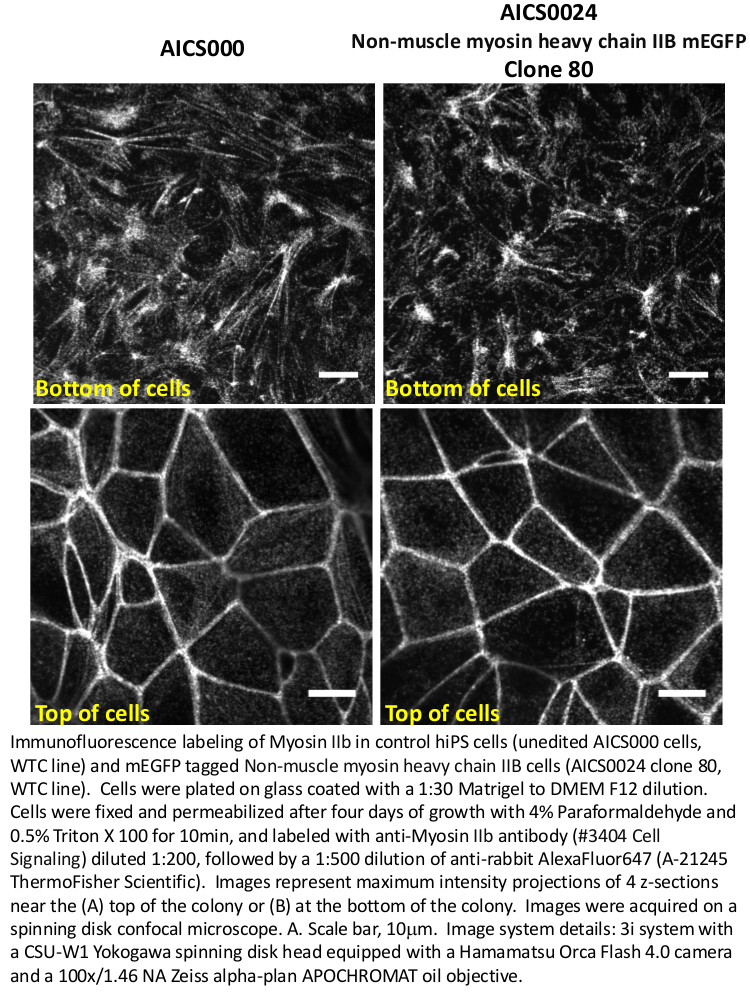 AICS000
AICS0024
Non-muscle myosin heavy chain IIB mEGFP
Clone 80
Bottom of cells
Bottom of cells
Top of cells
Top of cells
Immunofluorescence labeling of Myosin IIb in control hiPS cells (unedited AICS000 cells,
WTC line) and mEGFP tagged Non-muscle myosin heavy chain IIB cells (AICS0024 clone 80,
WTC line).  Cells were plated on glass coated with a 1:30 Matrigel to DMEM F12 dilution.
Cells were fixed and permeabilized after four days of growth with 4% Paraformaldehyde and
0.5% Triton X 100 for 10min, and labeled with anti-Myosin IIb antibody (#3404 Cell
Signaling) diluted 1:200, followed by a 1:500 dilution of anti-rabbit AlexaFluor647 (A-21245
ThermoFisher Scientific).  Images represent maximum intensity projections of 4 z-sections
near the (A) top of the colony or (B) at the bottom of the colony.  Images were acquired on a
spinning disk confocal microscope. A. Scale bar, 10μm.  Image system details: 3i system with
a CSU-W1 Yokogawa spinning disk head equipped with a Hamamatsu Orca Flash 4.0 camera
and a 100x/1.46 NA Zeiss alpha-plan APOCHROMAT oil objective.